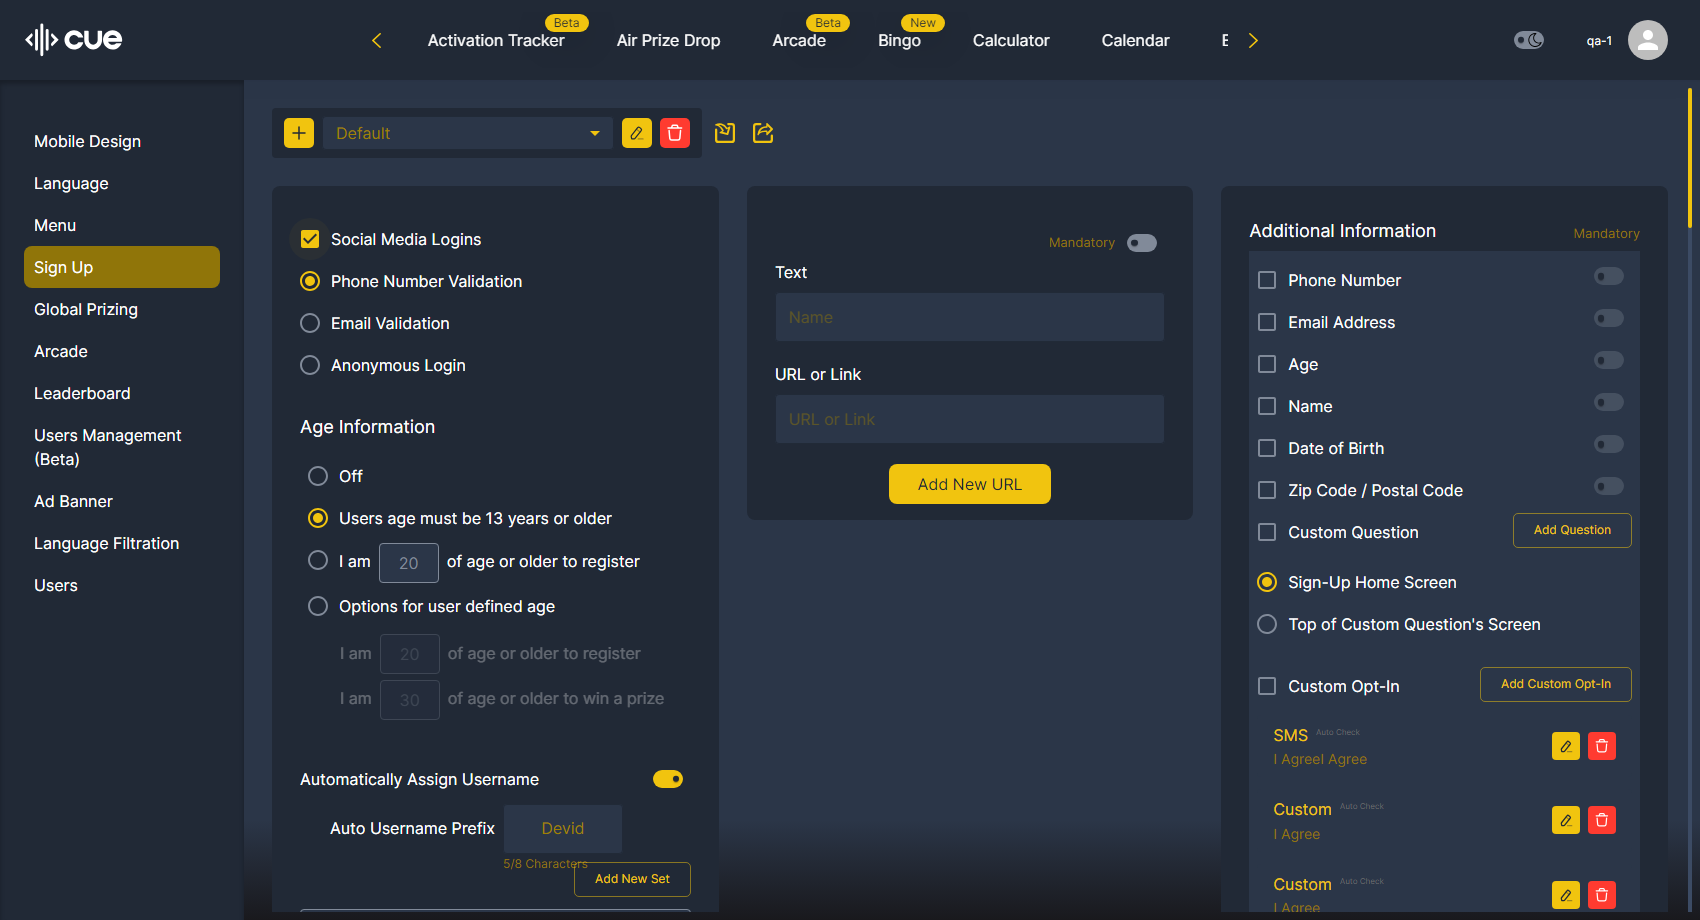 cue
Beta
Activation Tracker
Air Prize Drop
Beta
Arcade
New
Bingo
Calculator
Calendar
qa-1
Mobile Design
Language
Menu
Sign Up
Global Prizing
Arcade
Leaderboard
Users Management
(Beta)
Ad Banner
Language Filtration
Users
Default
Social Media Logins
Phone Number Validation
Email Validation
Anonymous Login
Age Information
Off
Users age must be 13 years or older
I am 20 of age or older to register
Options for user defined age
I am 20 of age or older to register
I am 30 of age or older to win a prize
Automatically Assign Username
Auto Username Prefix Devid
5/8 Characters
Add New Set
Mandatory
Text
Name
URL or Link
URL or Link
Add New URL
Additional Information Mandatory
Phone Number
Email Address
Age
Name
Date of Birth
Zip Code / Postal Code
Custom Question Add Question
Sign-Up Home Screen
Top of Custom Question's Screen
Custom Opt-In Add Custom Opt-In
SMS Auto Check
I AgreeI Agree
Custom Auto Check
I Agree
Custom Auto Check
I Agree